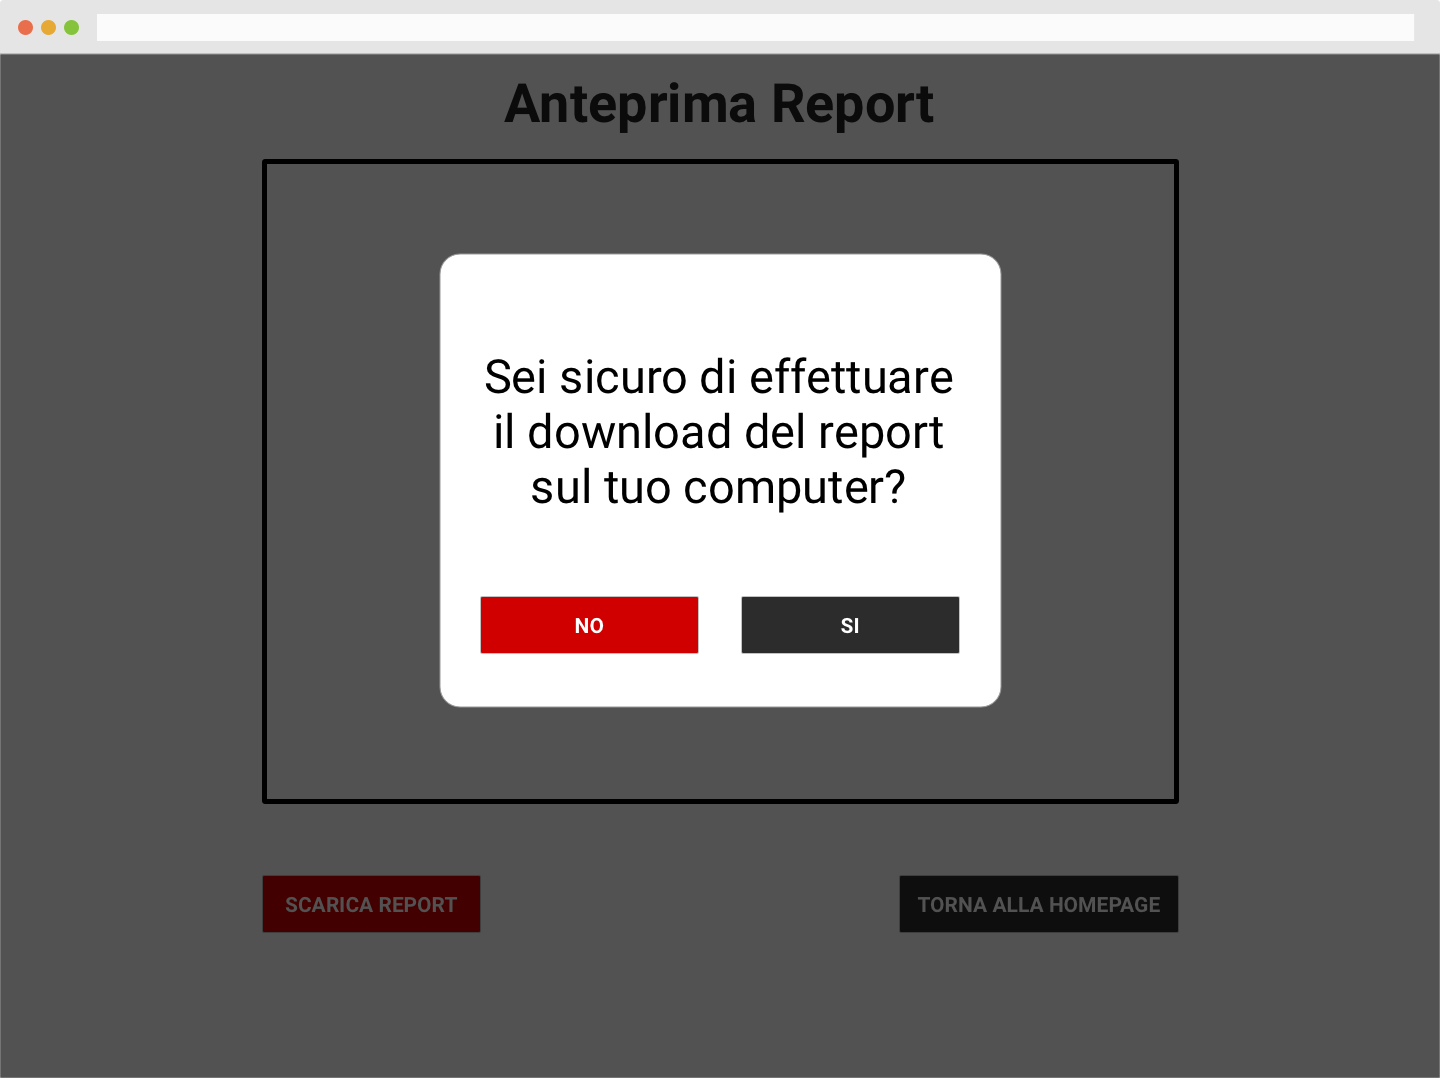 Anteprima Report
Sei sicuro di effettuare
il download del report
sul tuo computer?
NO
SI
SCARICA REPORT
TORNA ALLA HOMEPAGE